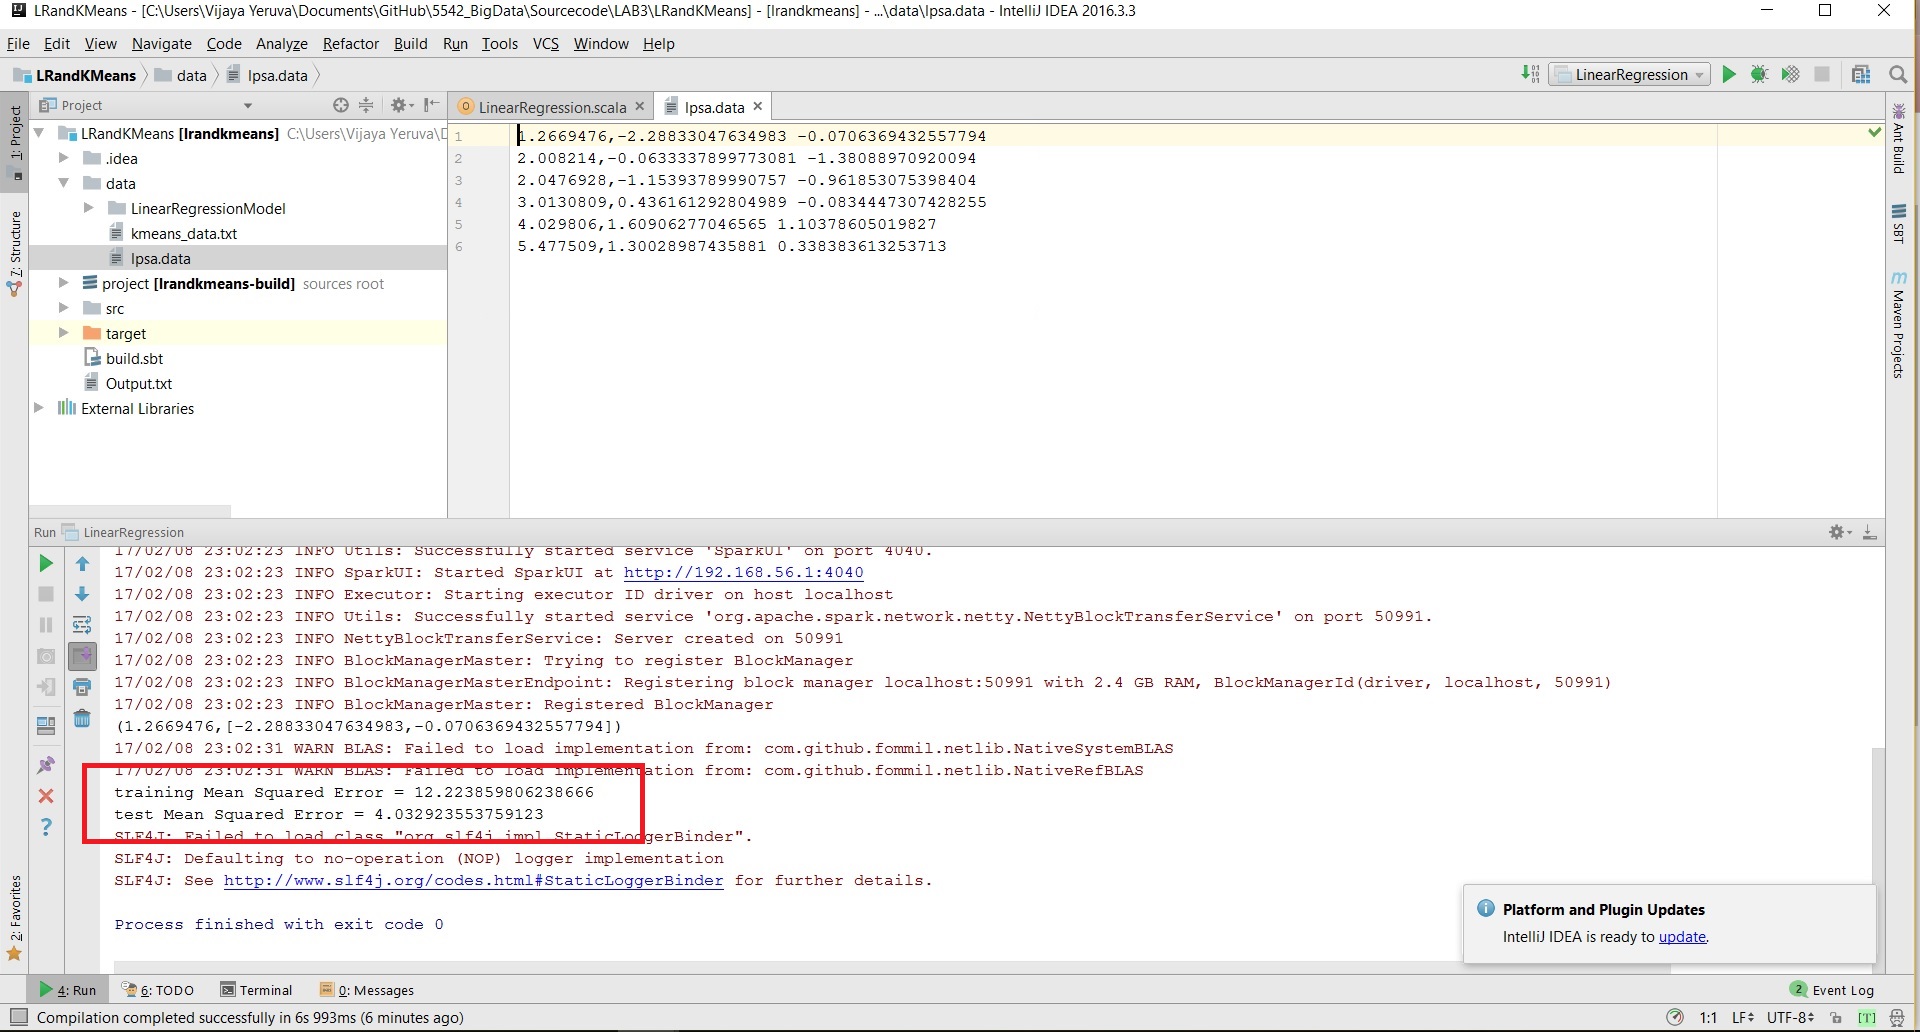 LRandKMeans - [C:\Users\Vijaya Yeruva\Documents\GitHub\5542_BigData\Sourcecode\LAB3\LRandKMeans] - [lrandkmeans] - ...\data\lpsa.data - IntelliJ IDEA 2016.3.3
File Edit View Navigate Code Analyze Refactor Build Run Tools VCS Window Help
LRandKMeans data lpsa.data
LinearRegression
Project
LinearRegression.scala lpsa.data
1: Project
7: Structure
2: Favorites
LRandKMeans [lrandkmeans] C:\Users\Vijaya Yeruva\D
.idea
data
LinearRegressionModel
kmeans_data.txt
lpsa.data
project [lrandkmeans-build] sources root
src
target
build.sbt
Output.txt
External Libraries
1 1.2669476,-2.28833047634983 -0.0706369432557794
2 2.008214,-0.0633337899773081 -1.38088970920094
3 2.0476928,-1.15393789990757 -0.961853075398404
4 3.0130809,0.436161292804989 -0.0834447307428255
5 4.029806,1.60906277046565 1.10378605019827
6 5.477509,1.30028987435881 0.338383613253713
Ant Build
SBT
Maven Projects
Run LinearRegression
17/02/08 23:02:23 INFO Utils: Successfully started service 'SparkUI' on port 4040.
17/02/08 23:02:23 INFO SparkUI: Started SparkUI at http://192.168.56.1:4040
17/02/08 23:02:23 INFO Executor: Starting executor ID driver on host localhost
17/02/08 23:02:23 INFO Utils: Successfully started service 'org.apache.spark.network.netty.NettyBlockTransferService' on port 50991.
17/02/08 23:02:23 INFO NettyBlockTransferService: Server created on 50991
17/02/08 23:02:23 INFO BlockManagerMaster: Trying to register BlockManager
17/02/08 23:02:23 INFO BlockManagerMasterEndpoint: Registering block manager localhost:50991 with 2.4 GB RAM, BlockManagerId(driver, localhost, 50991)
17/02/08 23:02:23 INFO BlockManagerMaster: Registered BlockManager
(1.2669476,[-2.28833047634983,-0.0706369432557794])
17/02/08 23:02:31 WARN BLAS: Failed to load implementation from: com.github.fommil.netlib.NativeSystemBLAS
17/02/08 23:02:31 WARN BLAS: Failed to load implementation from: com.github.fommil.netlib.NativeRefBLAS
training Mean Squared Error = 12.223859806238666
test Mean Squared Error = 4.032923553759123
SLF4J: Failed to load class "org.slf4j.impl.StaticLoggerBinder".
SLF4J: Defaulting to no-operation (NOP) logger implementation
SLF4J: See http://www.slf4j.org/codes.html#StaticLoggerBinder for further details.
Process finished with exit code 0
Platform and Plugin Updates
IntelliJ IDEA is ready to update.
4: Run 6: TODO Terminal 0: Messages 2 Event Log
Compilation completed successfully in 6s 993ms (6 minutes ago) 1:1 LF UTF-8 [T]